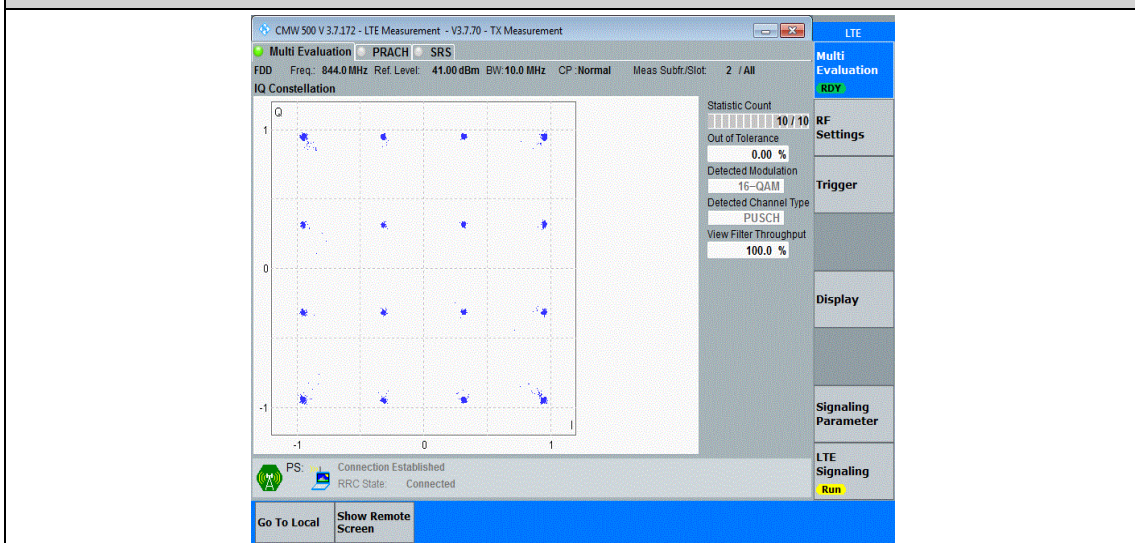 CMW 500 V 3.7.172 - LTE Measurement - V3.7.70 - TX Measurement
LTE
Multi Evaluation PRACH SRS
Multi
Evaluation
RDY
FDD Freq.: 844.0 MHz Ref. Level: 41.00 dBm BW: 10.0 MHz CP : Normal Meas Subfr./Slot: 2 / All
IQ Constellation
Q
1
0
-1
I
-1 0 1
Statistic Count
10 / 10
Out of Tolerance
0.00 %
Detected Modulation
16-QAM
Detected Channel Type
PUSCH
View Filter Throughput
100.0 %
RF
Settings
Trigger
Display
Signaling
Parameter
LTE
Signaling
Run
PS: Connection Established
RRC State: Connected
Go To Local
Show Remote
Screen